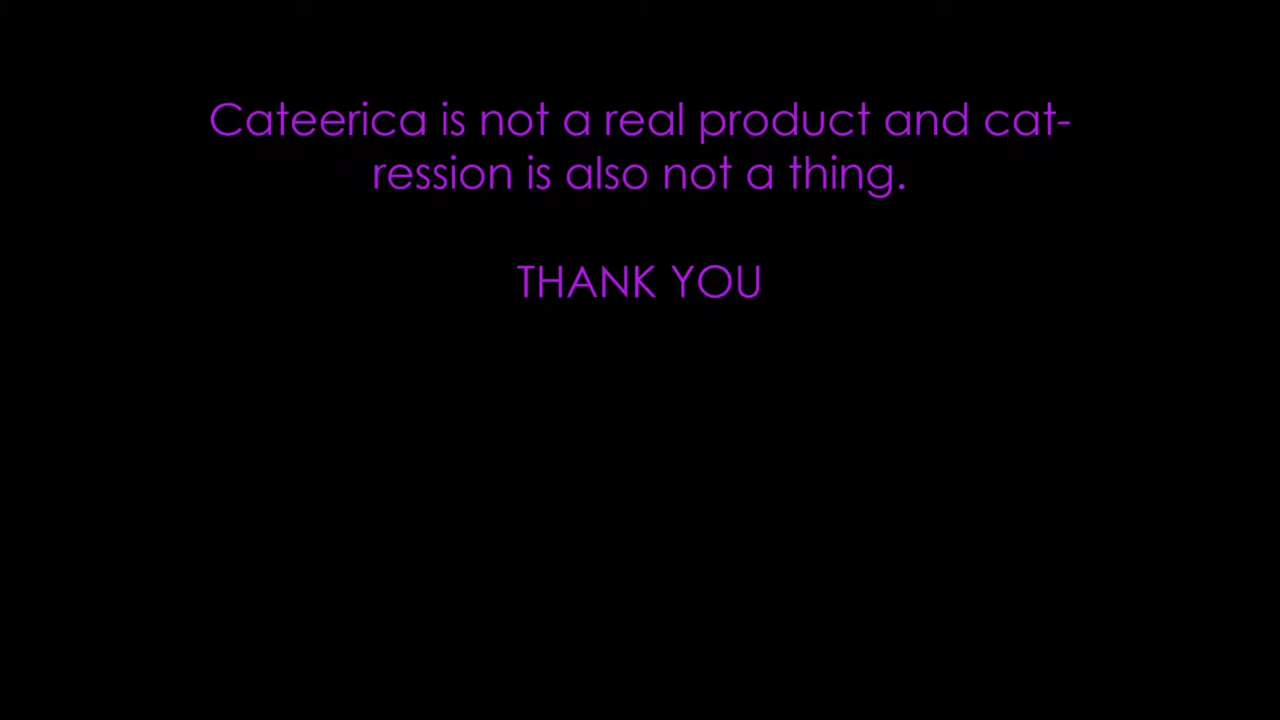 Cateerica is not a real product and cat-
ression is also not a thing.
THANK YOU